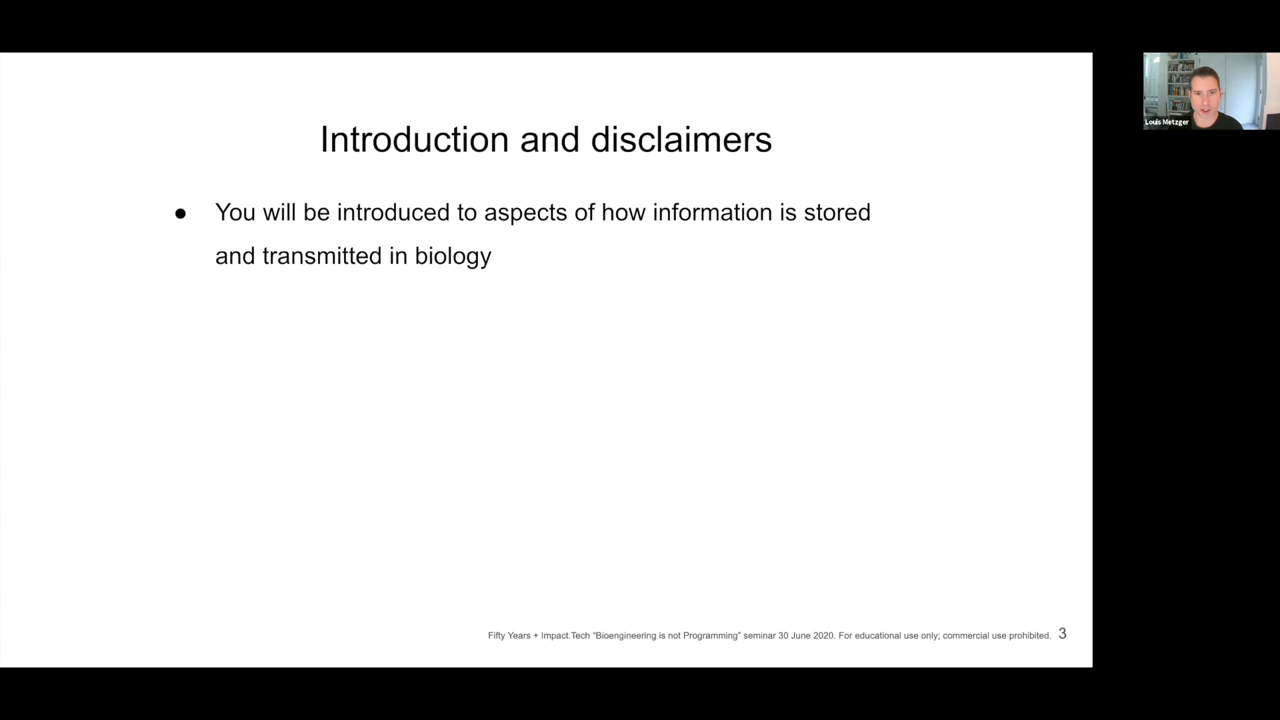 Introduction and disclaimers
● You will be introduced to aspects of how information is stored
and transmitted in biology
Fifty Years + Impact.Tech “Bioengineering is not Programming” seminar 30 June 2020. For educational use only; commercial use prohibited. 3
Louis Metzger